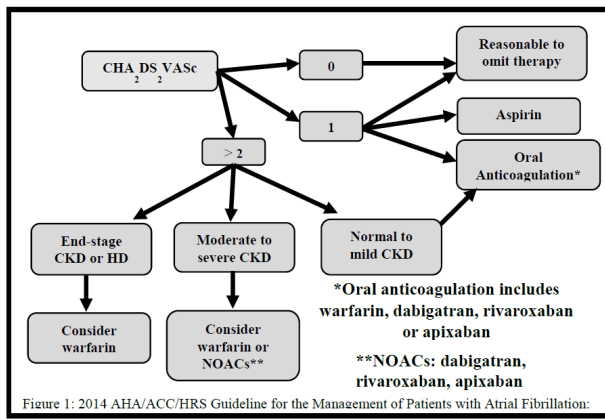 CHA2DS2VASc
0
Reasonable to
omit therapy
1
Aspirin
Oral
Anticoagulation*
> 2
End-stage
CKD or HD
Moderate to
severe CKD
Normal to
mild CKD
Consider
warfarin
Consider
warfarin or
NOACs**
*Oral anticoagulation includes
warfarin, dabigatran, rivaroxaban
or apixaban
**NOACs: dabigatran,
rivaroxaban, apixaban
Figure 1: 2014 AHA/ACC/HRS Guideline for the Management of Patients with Atrial Fibrillation: